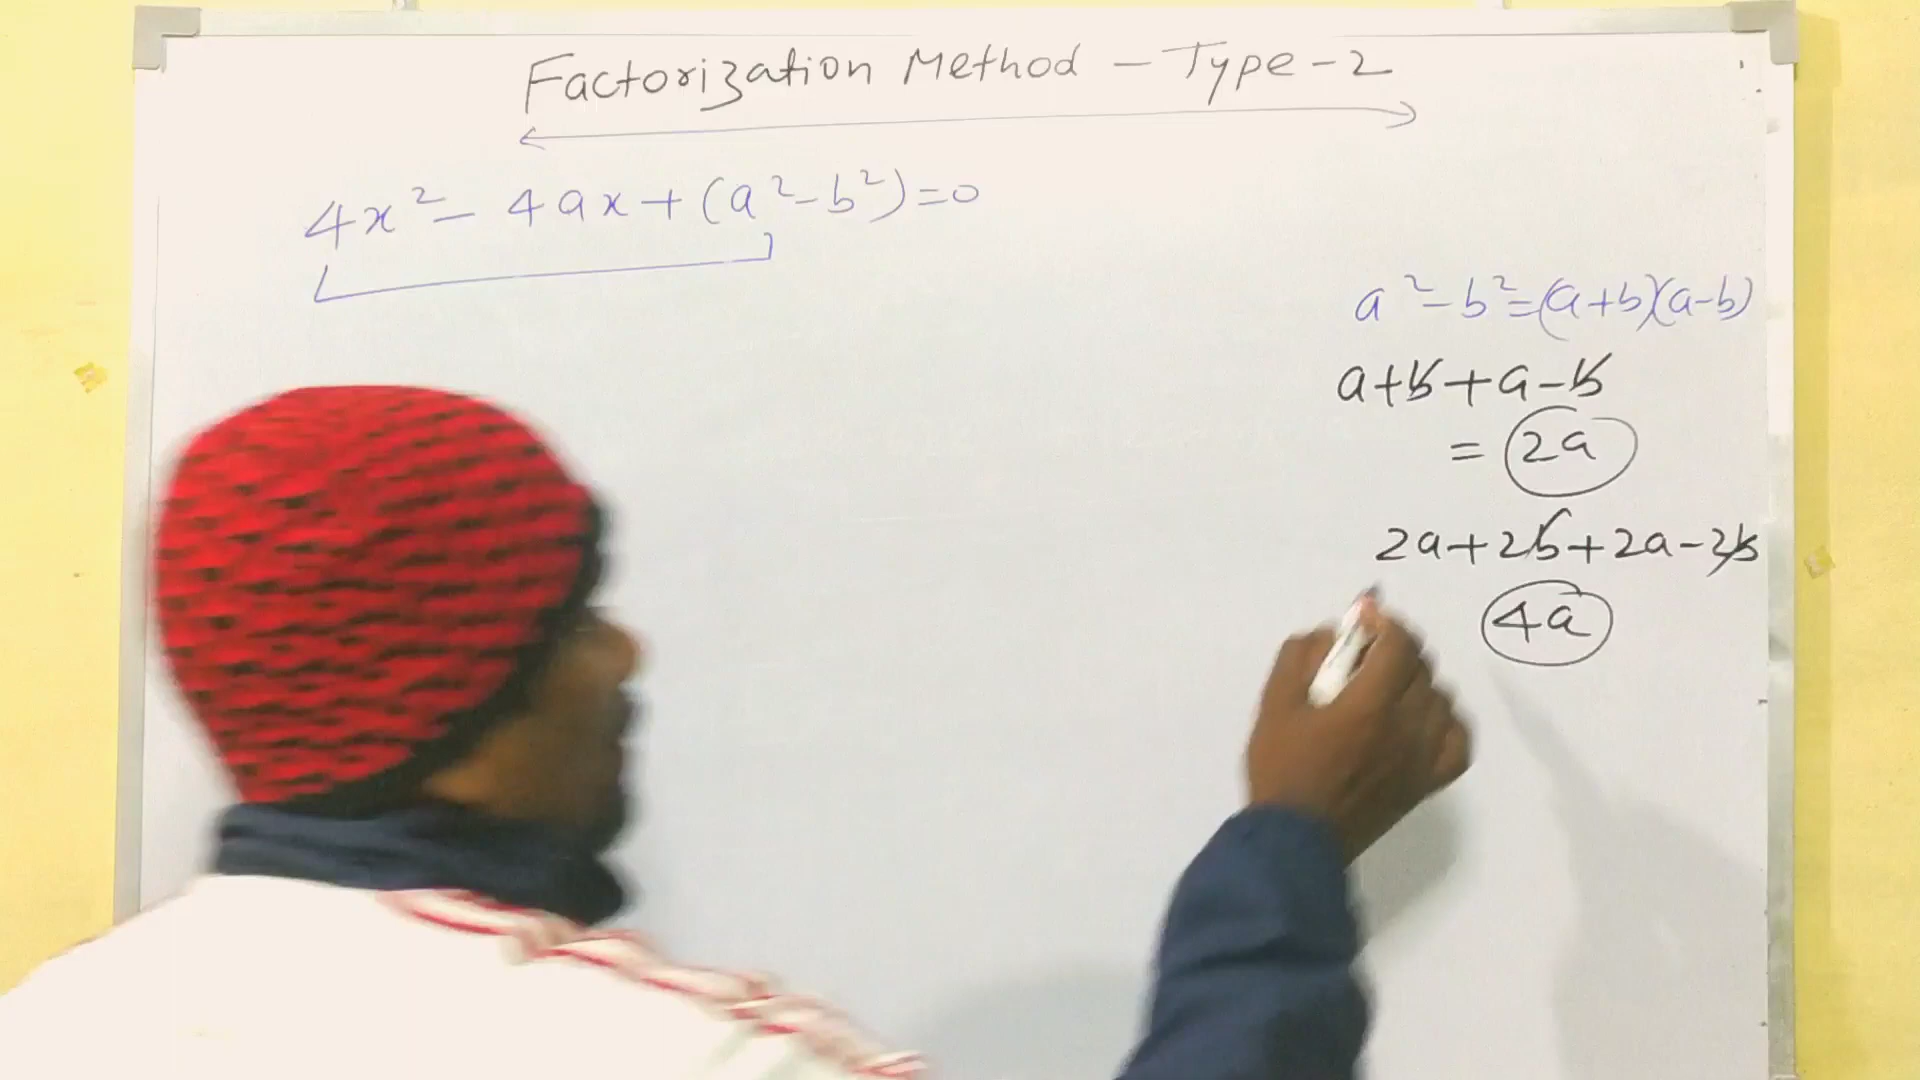 Factorization Method - Type-2
4x² - 4ax + (a² - b²) = 0
a² - b² = (a+b)(a-b)
a + b + a - b
= 2a
2a + 2b + 2a - 2b
4a